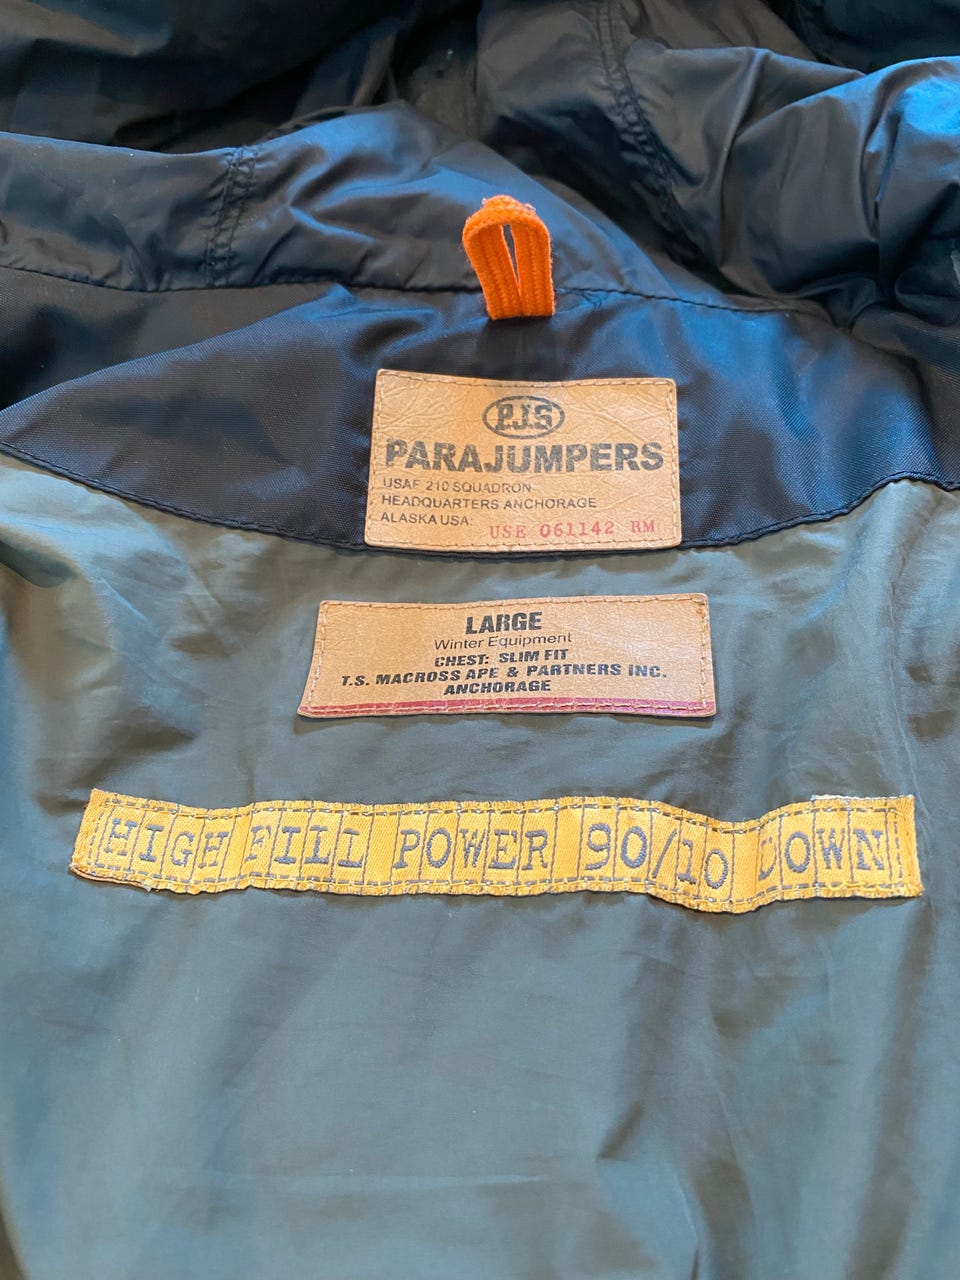 P.J.S
PARAJUMPERS
USAF 210 SQUADRON
HEADQUARTERS ANCHORAGE
ALASKA USA: USE 061142 RM
LARGE
Winter Equipment
CHEST: SLIM FIT
T.S. MACROSS APE & PARTNERS INC.
ANCHORAGE
HIGH FILL POWER 90/10 DOWN